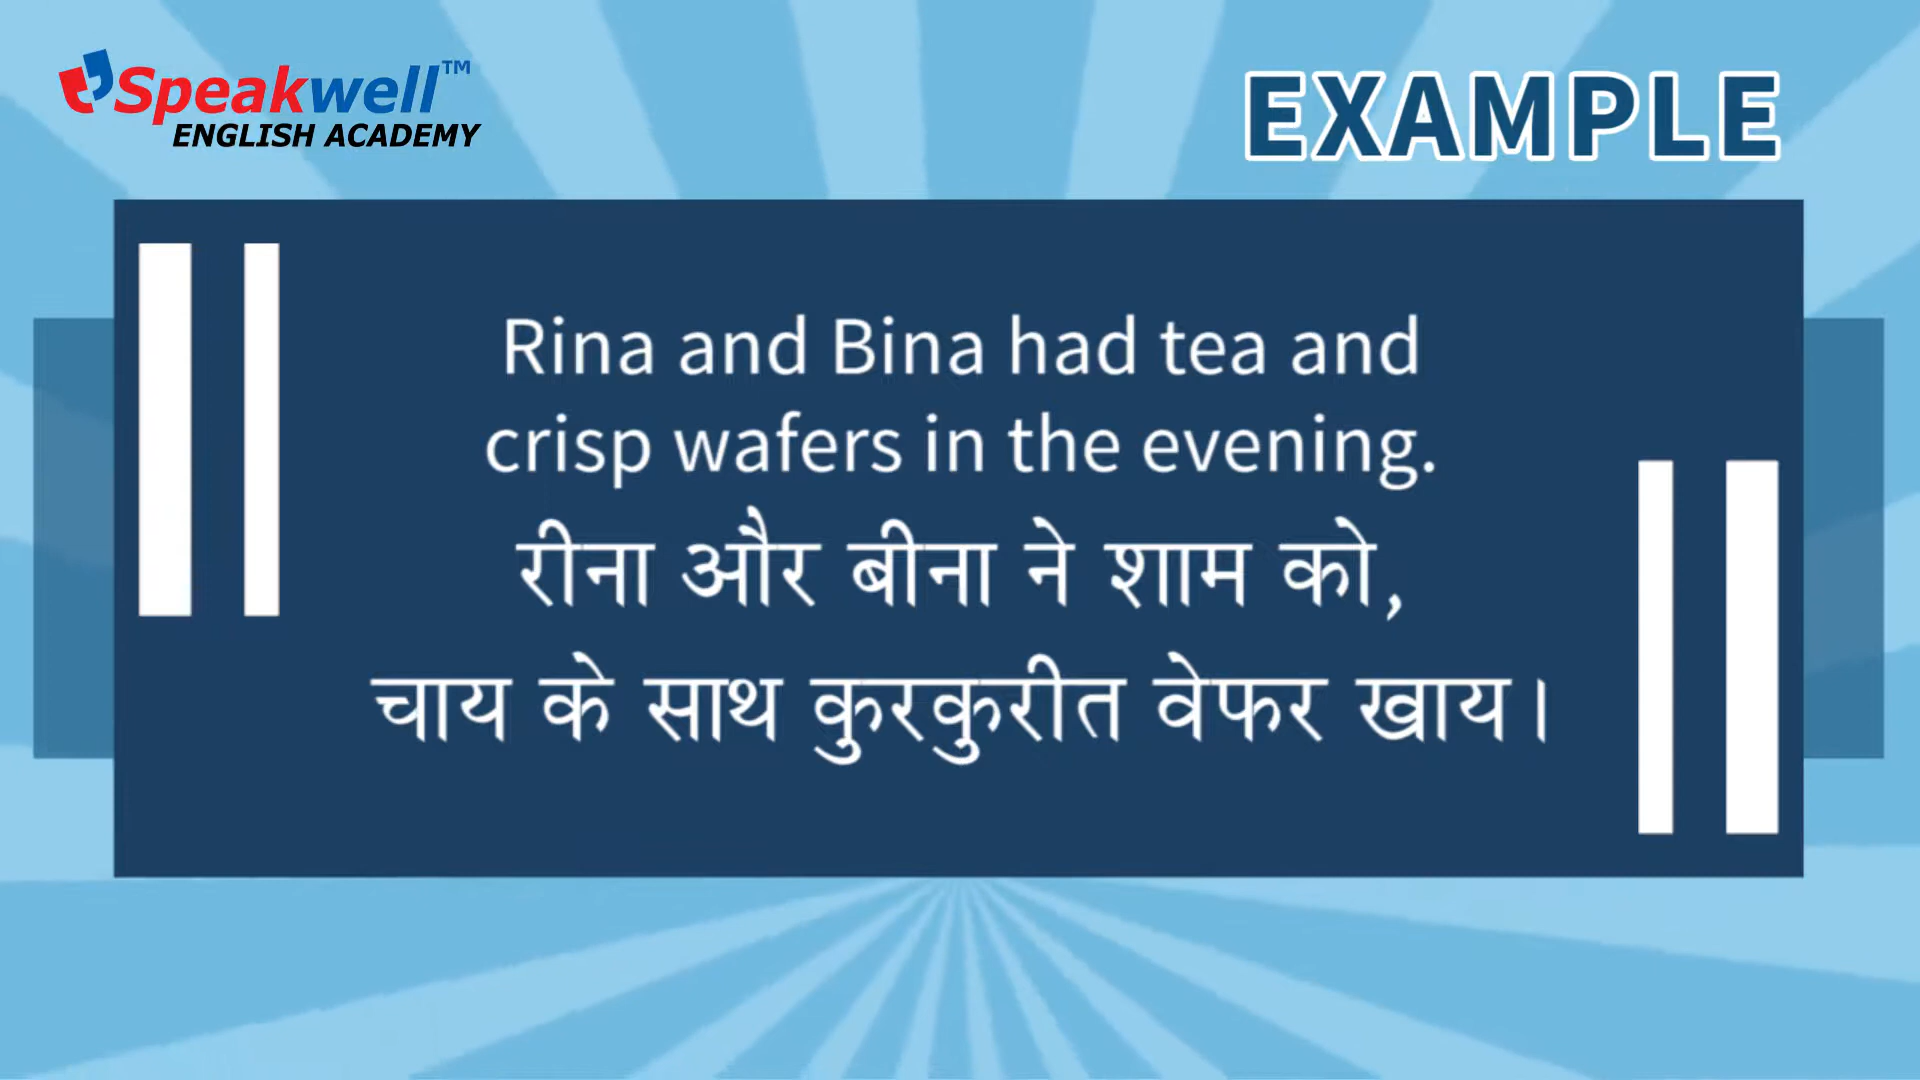 Speakwell™
ENGLISH ACADEMY
EXAMPLE
Rina and Bina had tea and
crisp wafers in the evening.
रीना और बीना ने शाम को,
चाय के साथ कुरकुरीत वेफर खाय।